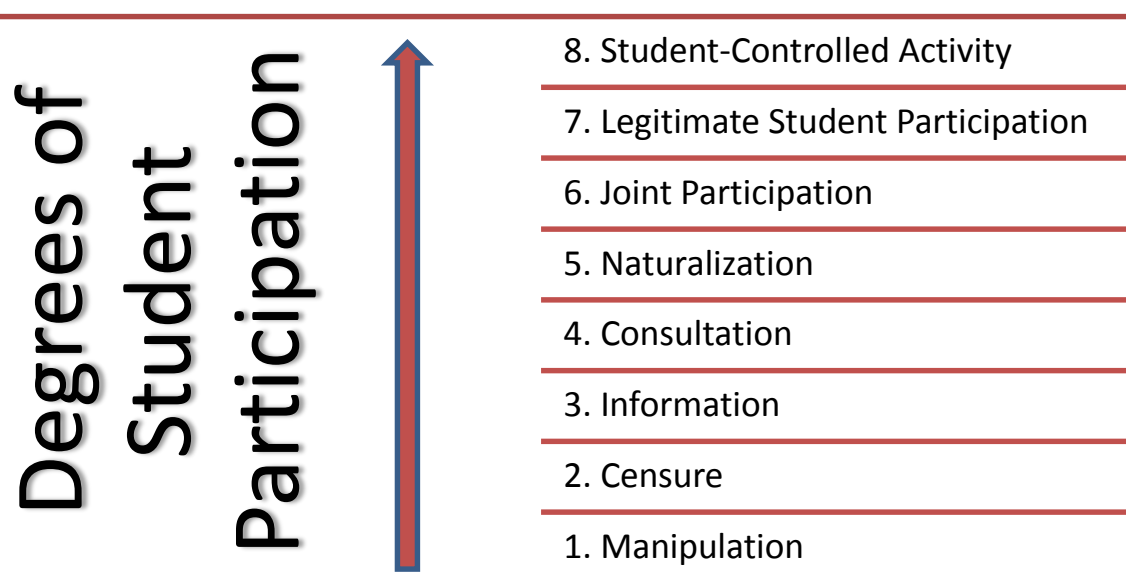 Degrees of
Student
Participation
8. Student-Controlled Activity
7. Legitimate Student Participation
6. Joint Participation
5. Naturalization
4. Consultation
3. Information
2. Censure
1. Manipulation